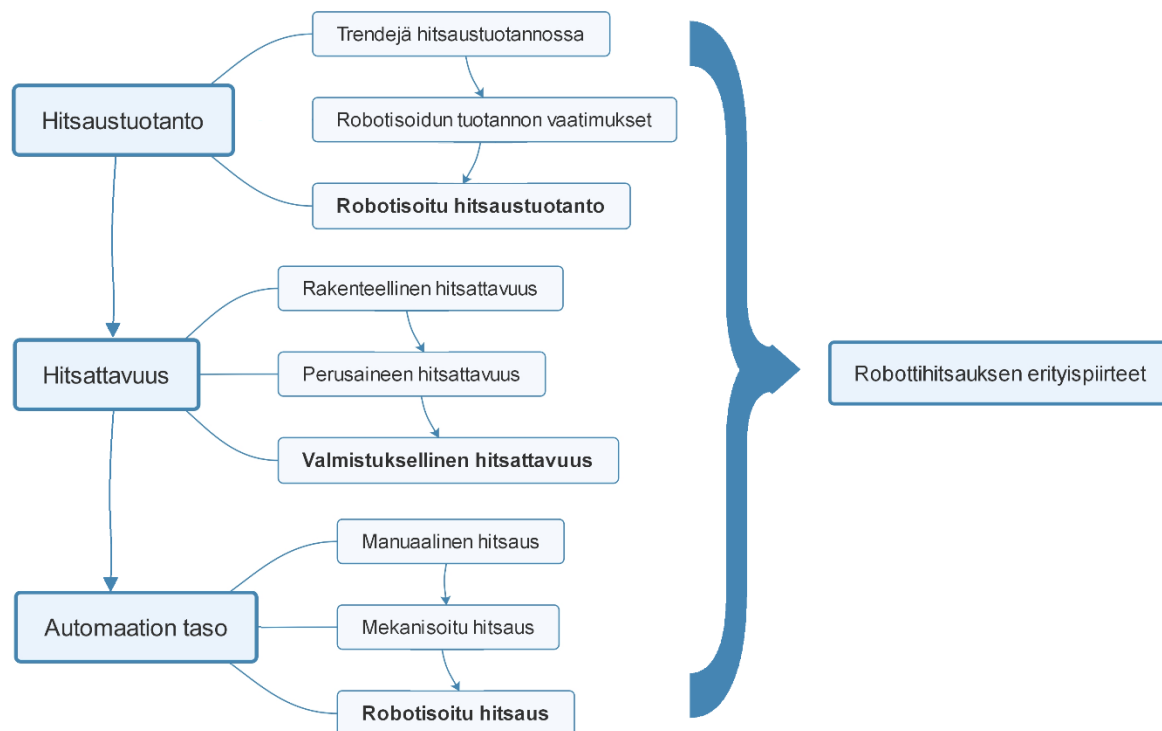 Trendejä hitsaustuotannossa
Hitsaustuotanto
Robotisoidun tuotannon vaatimukset
Robotisoitu hitsaustuotanto
Rakenteellinen hitsattavuus
Hitsattavuus
Perusaineen hitsattavuus
Robottihitsauksen erityispiirteet
Valmistuksellinen hitsattavuus
Manuaalinen hitsaus
Automaation taso
Mekanisoitu hitsaus
Robotisoitu hitsaus